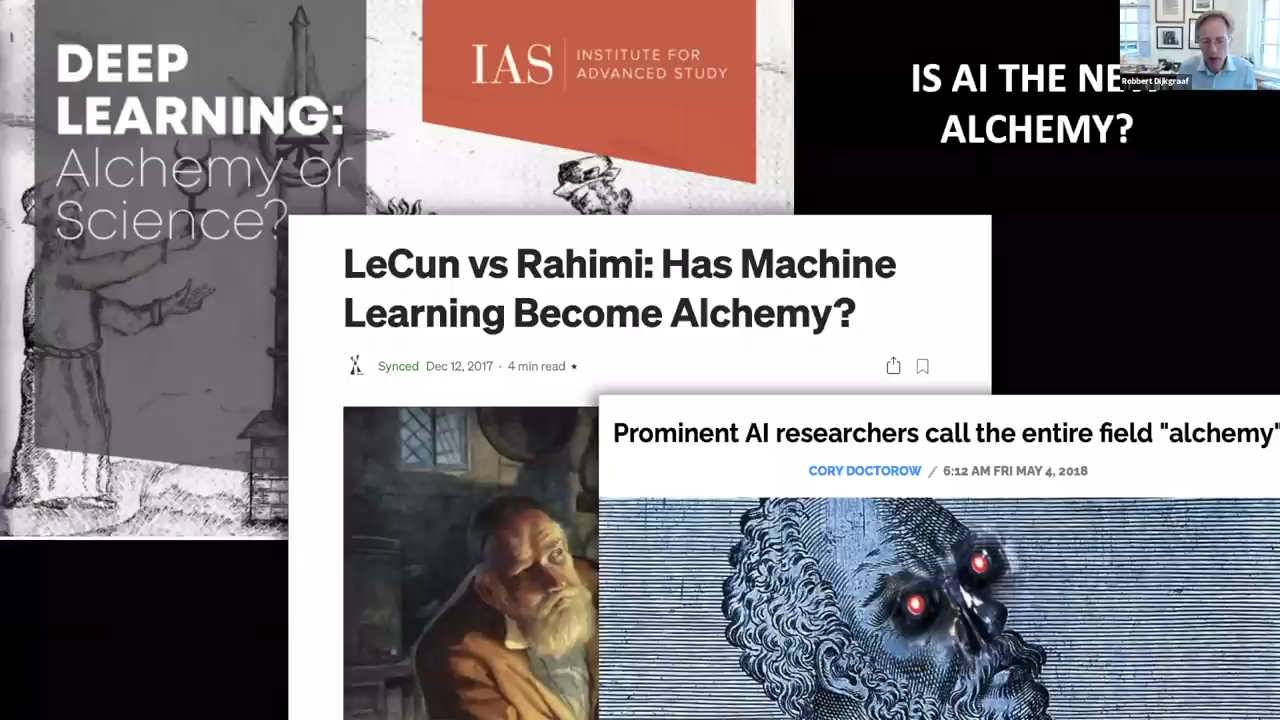 DEEP
LEARNING:
Alchemy or
Science?
IAS
INSTITUTE FOR
ADVANCED STUDY
IS AI THE NEW
ALCHEMY?
Robbert Dijkgraaf
LeCun vs Rahimi: Has Machine
Learning Become Alchemy?
Synced Dec 12, 2017 · 4 min read ★
Prominent AI researchers call the entire field "alchemy"
CORY DOCTOROW / 6:12 AM FRI MAY 4, 2018